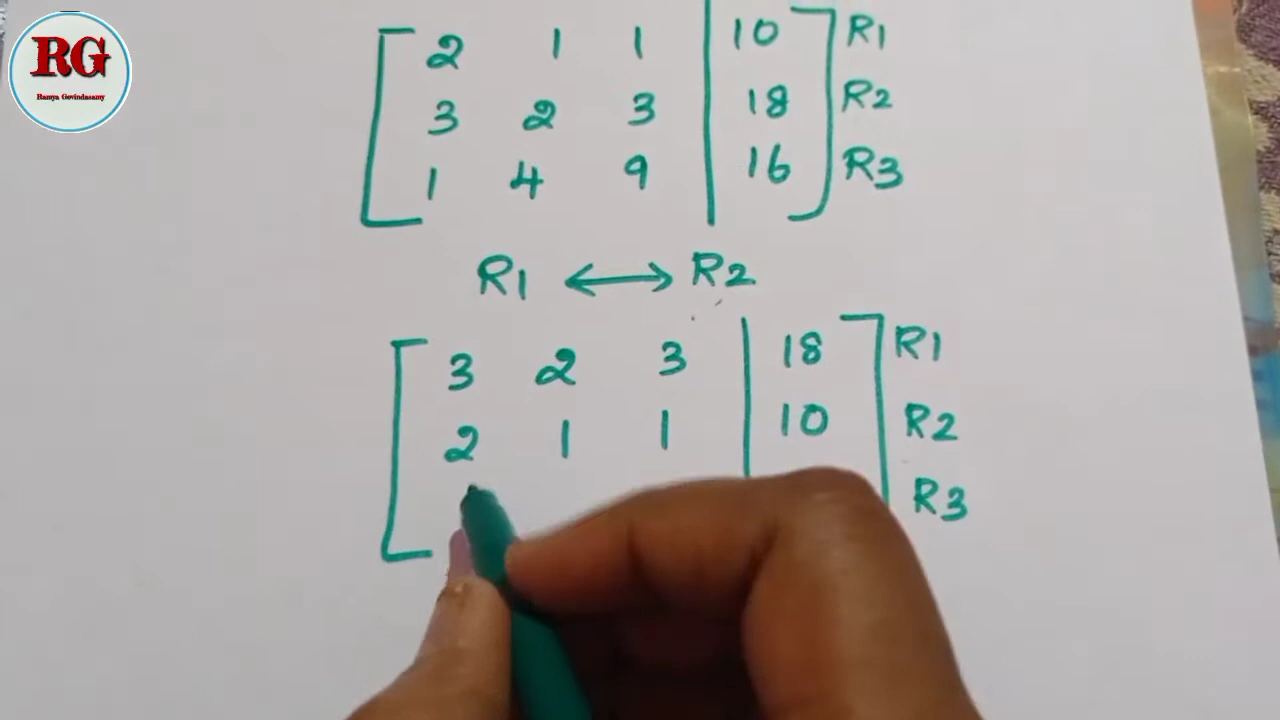 RG
Ramya Govindasamy
2 1 1 | 10 R1
3 2 3 | 18 R2
1 4 9 | 16 R3
R1 ⟷ R2
3 2 3 | 18 R1
2 1 1 | 10 R2
R3